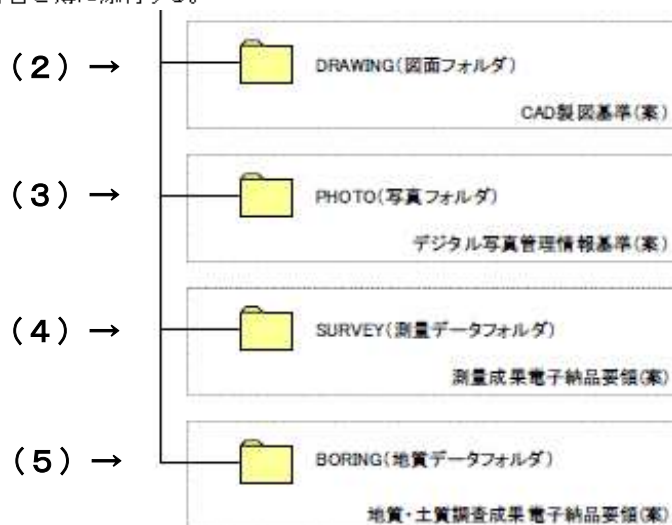 (2) → DRAWING(図面フォルダ)
CAD製図基準(案)
(3) → PHOTO(写真フォルダ)
デジタル写真管理情報基準(案)
(4) → SURVEY(測量データフォルダ)
測量成果電子納品要領(案)
(5) → BORING(地質データフォルダ)
地質・土質調査成果電子納品要領(案)